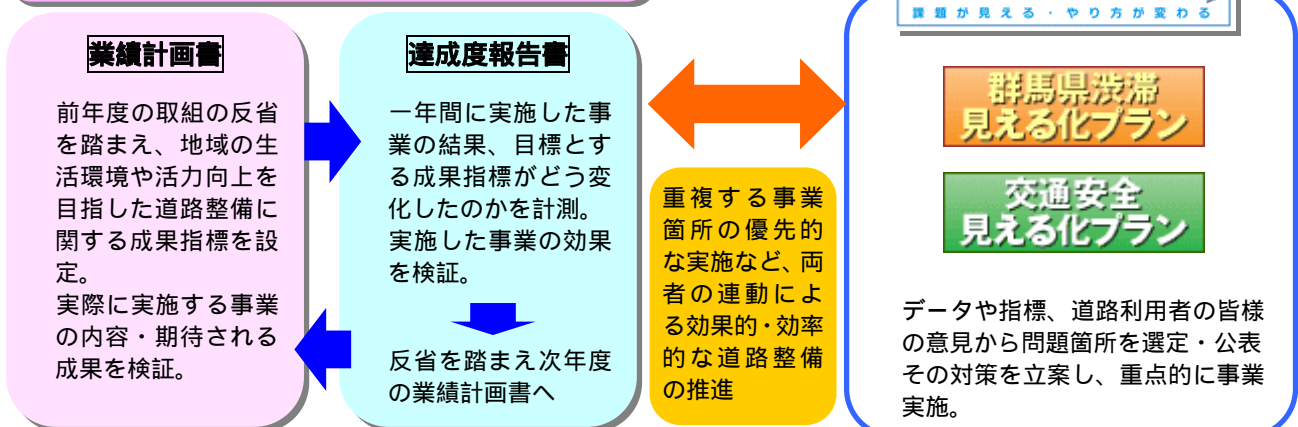 課題が見える・やり方が変わる
業績計画書
前年度の取組の反省
を踏まえ、地域の生
活環境や活力向上を
目指した道路整備に
関する成果指標を設
定。
実際に実施する事業
の内容・期待される
成果を検証。
達成度報告書
一年間に実施した事
業の結果、目標とす
る成果指標がどう変
化したのかを計測。
実施した事業の効果
を検証。
反省を踏まえ次年度
の業績計画書へ
重複する事業
箇所の優先的
な実施など、両
者の連動によ
る効果的・効率
的な道路整備
の推進
群馬県渋滞
見える化プラン
交通安全
見える化プラン
データや指標、道路利用者の皆様
の意見から問題箇所を選定・公表
その対策を立案し、重点的に事業
実施。